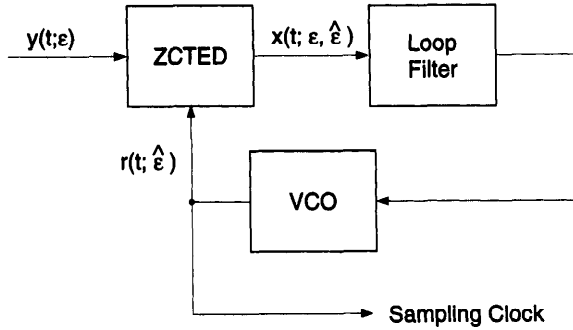 y(t;ε)
ZCTED
x(t; ε, ε̂)
Loop
Filter
r(t; ε̂)
VCO
Sampling Clock